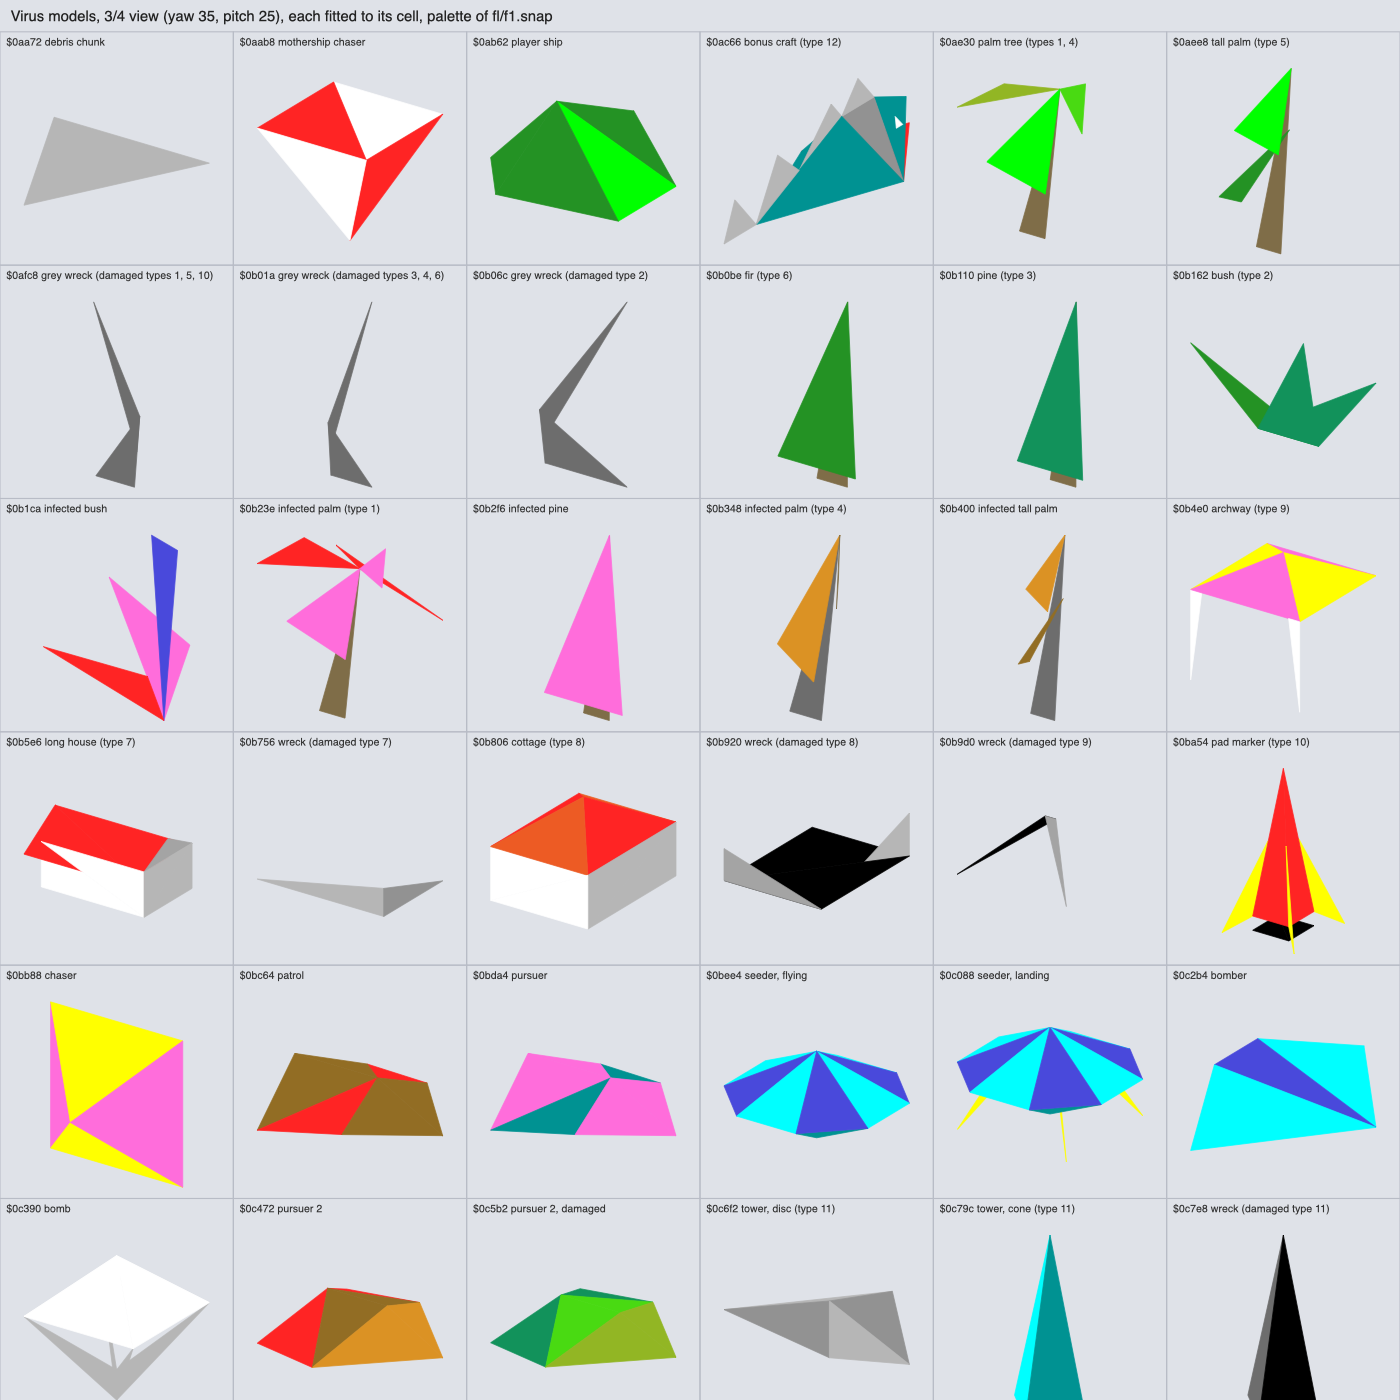 Virus models, 3/4 view (yaw 35, pitch 25), each fitted to its cell, palette of fl/f1.snap
$0aa72 debris chunk
$0aab8 mothership chaser
$0ab62 player ship
$0ac66 bonus craft (type 12)
$0ae30 palm tree (types 1, 4)
$0aee8 tall palm (type 5)
$0afc8 grey wreck (damaged types 1, 5, 10)
$0b01a grey wreck (damaged types 3, 4, 6)
$0b06c grey wreck (damaged type 2)
$0b0be fir (type 6)
$0b110 pine (type 3)
$0b162 bush (type 2)
$0b1ca infected bush
$0b23e infected palm (type 1)
$0b2f6 infected pine
$0b348 infected palm (type 4)
$0b400 infected tall palm
$0b4e0 archway (type 9)
$0b5e6 long house (type 7)
$0b756 wreck (damaged type 7)
$0b806 cottage (type 8)
$0b920 wreck (damaged type 8)
$0b9d0 wreck (damaged type 9)
$0ba54 pad marker (type 10)
$0bb88 chaser
$0bc64 patrol
$0bda4 pursuer
$0bee4 seeder, flying
$0c088 seeder, landing
$0c2b4 bomber
$0c390 bomb
$0c472 pursuer 2
$0c5b2 pursuer 2, damaged
$0c6f2 tower, disc (type 11)
$0c79c tower, cone (type 11)
$0c7e8 wreck (damaged type 11)